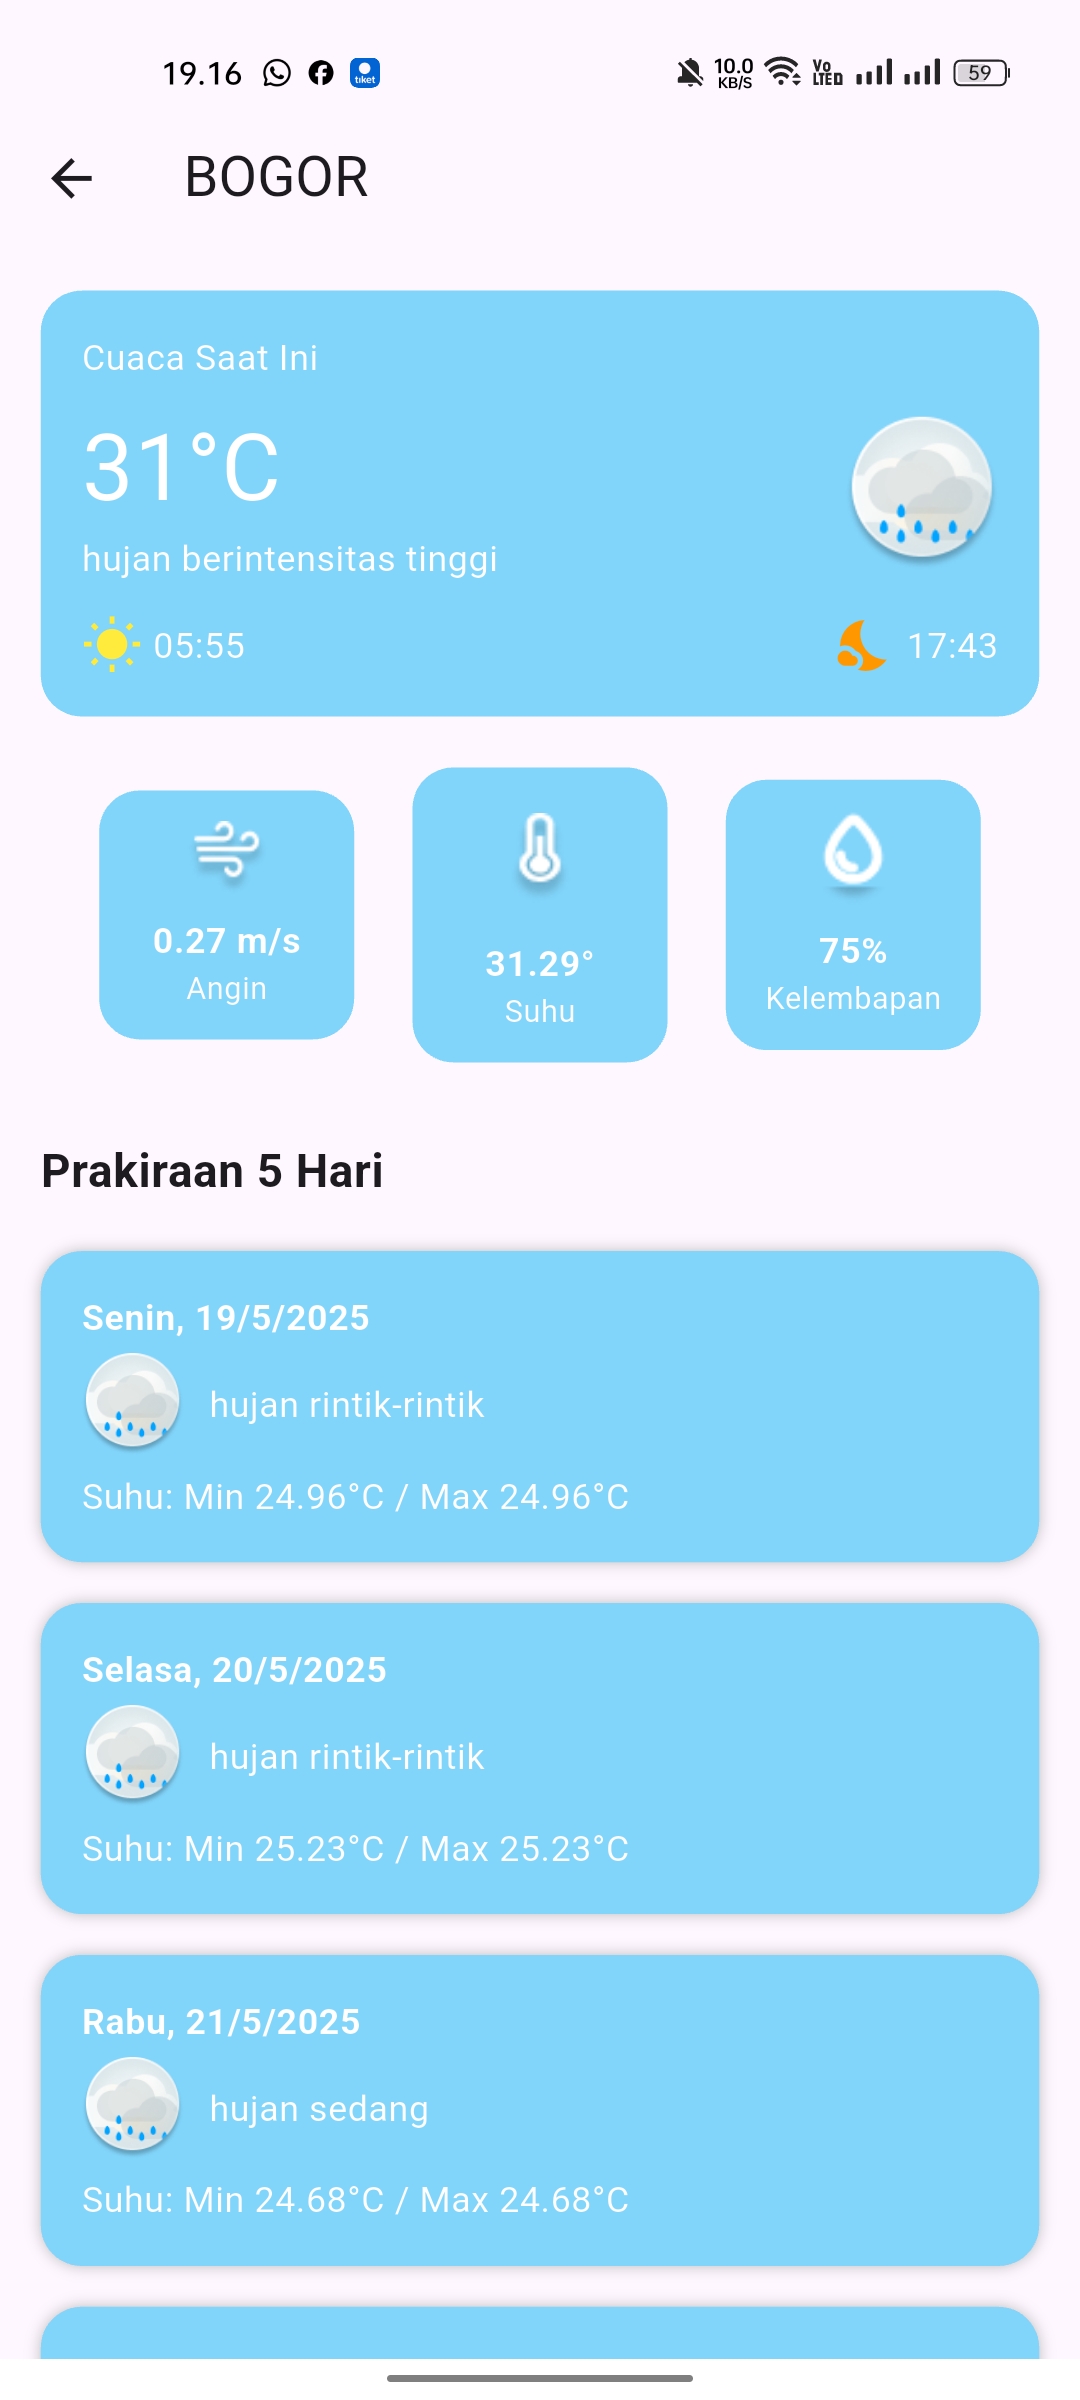 19.16
tiket
10.0
KB/S
Vo
LTE
59
BOGOR
Cuaca Saat Ini
31°C
hujan berintensitas tinggi
05:55
17:43
0.27 m/s
Angin
31.29°
Suhu
75%
Kelembapan
Prakiraan 5 Hari
Senin, 19/5/2025
hujan rintik-rintik
Suhu: Min 24.96°C / Max 24.96°C
Selasa, 20/5/2025
hujan rintik-rintik
Suhu: Min 25.23°C / Max 25.23°C
Rabu, 21/5/2025
hujan sedang
Suhu: Min 24.68°C / Max 24.68°C